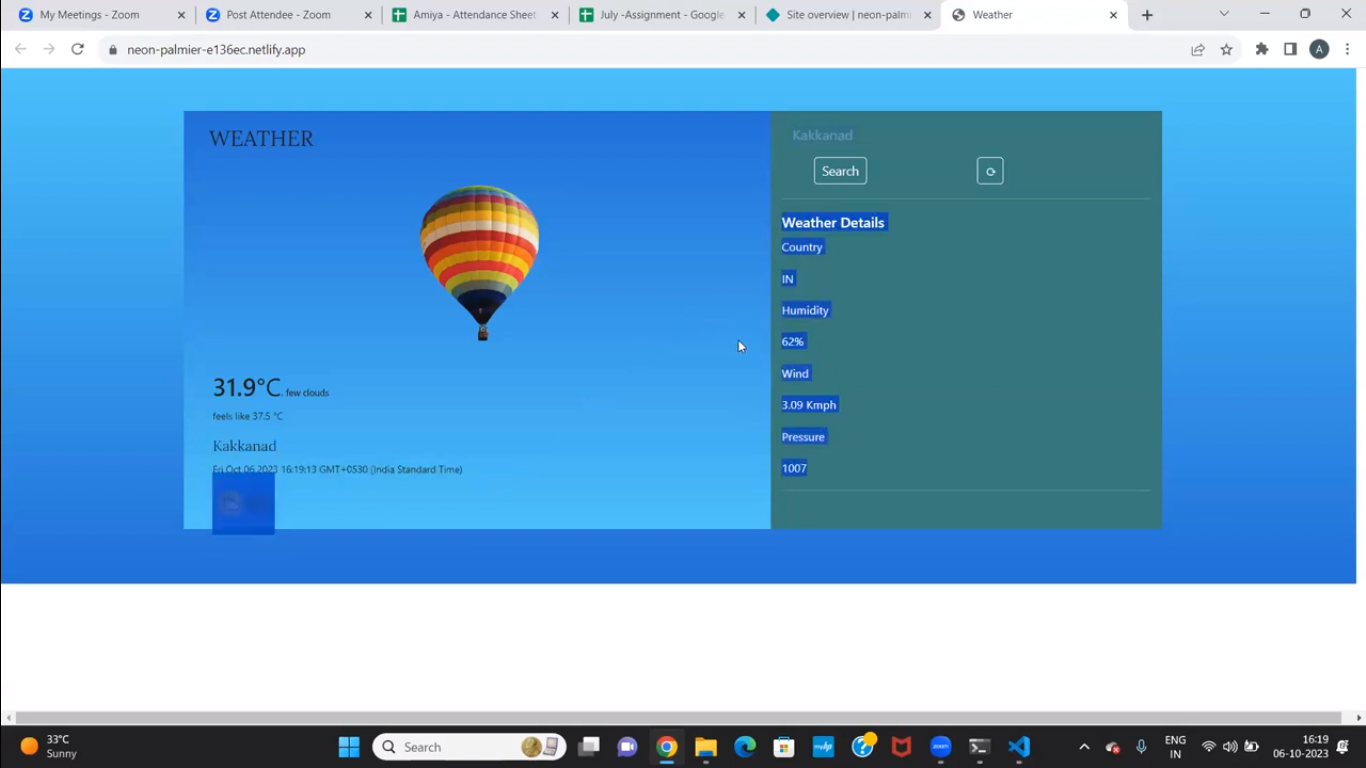 My Meetings - Zoom
Post Attendee - Zoom
Amiya - Attendance Sheet
July -Assignment - Google
Site overview | neon-palmi
Weather
neon-palmier-e136ec.netlify.app
A
WEATHER
Kakkanad
Search
Weather Details
Country
IN
Humidity
62%
Wind
3.09 Kmph
Pressure
1007
31.9°C. few clouds
feels like 37.5 °C
Kakkanad
Fri Oct 06 2023 16:19:13 GMT+0530 (India Standard Time)
33°C
Sunny
Search
zoom
ENG
IN
16:19
06-10-2023